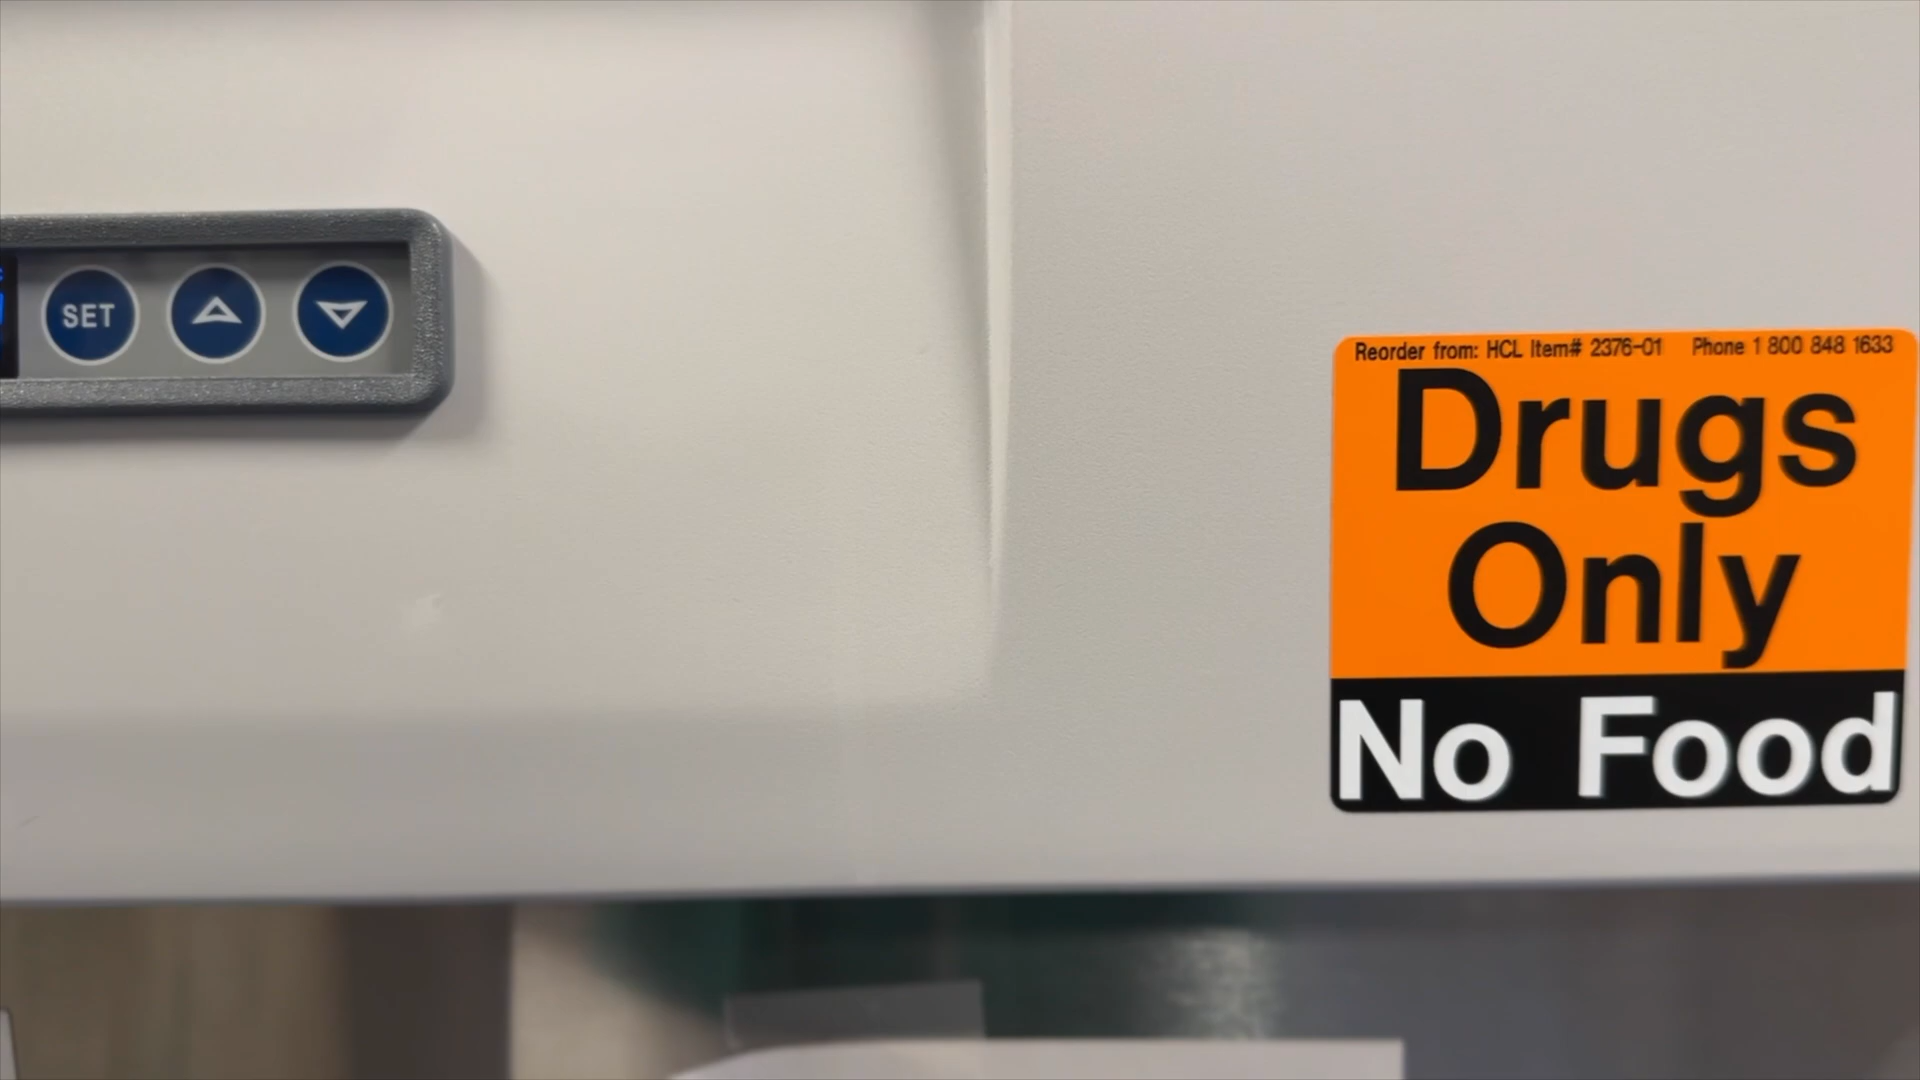 SET
Reorder from: HCL Item# 2376-01 Phone 1 800 848 1633
Drugs
Only
No Food